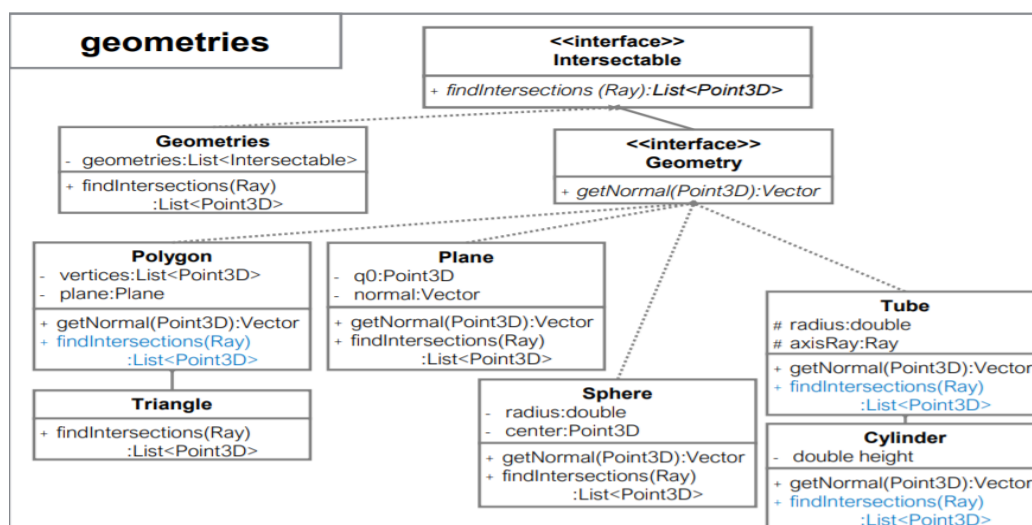 geometries
<<interface>>
Intersectable
+ findIntersections (Ray):List<Point3D>
Geometries
- geometries:List<Intersectable>
+ findIntersections(Ray)
:List<Point3D>
<<interface>>
Geometry
+ getNormal(Point3D):Vector
Polygon
- vertices:List<Point3D>
- plane:Plane
+ getNormal(Point3D):Vector
+ findIntersections(Ray)
:List<Point3D>
Plane
- q0:Point3D
- normal:Vector
+ getNormal(Point3D):Vector
+ findIntersections(Ray)
:List<Point3D>
Tube
# radius:double
# axisRay:Ray
+ getNormal(Point3D):Vector
+ findIntersections(Ray)
:List<Point3D>
Triangle
+ findIntersections(Ray)
:List<Point3D>
Sphere
- radius:double
- center:Point3D
+ getNormal(Point3D):Vector
+ findIntersections(Ray)
:List<Point3D>
Cylinder
- double height
+ getNormal(Point3D):Vector
+ findIntersections(Ray)
:List<Point3D>